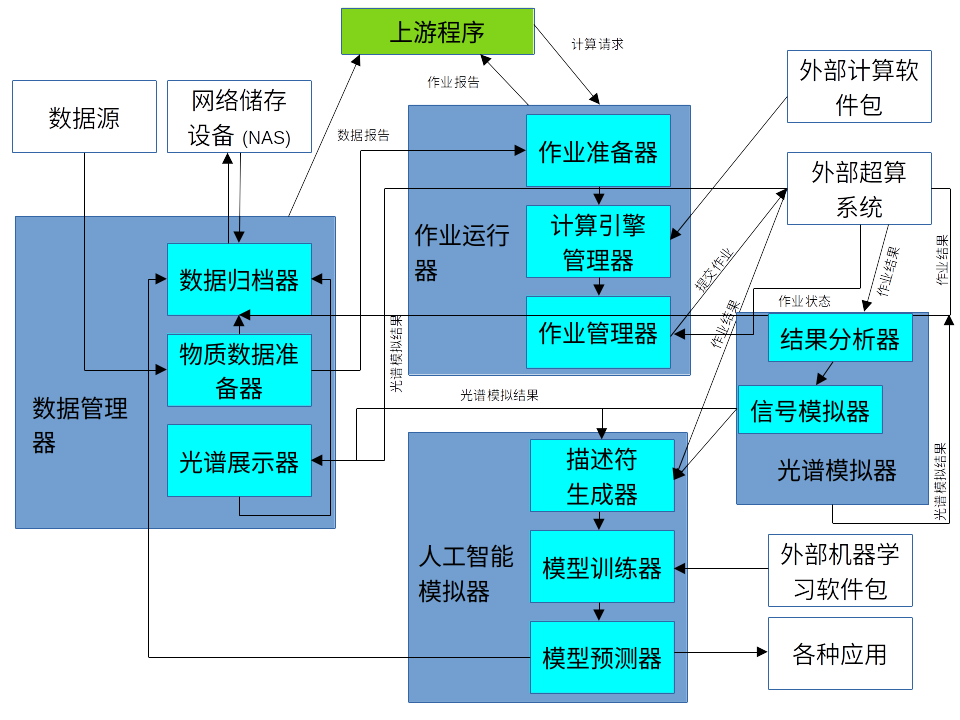 上游程序
计算请求
作业报告
数据源
网络储存
设备 (NAS)
数据报告
外部计算软
件包
作业准备器
外部超算
系统
作业运行
器
计算引擎
管理器
提交作业
作业结果
作业结果
作业结果
作业状态
数据归档器
作业管理器
光谱模拟结果
结果分析器
物质数据准
备器
数据管理
器
光谱模拟结果
信号模拟器
光谱展示器
描述符
生成器
光谱模拟器
光谱模拟结果
人工智能
模拟器
模型训练器
外部机器学
习软件包
模型预测器
各种应用